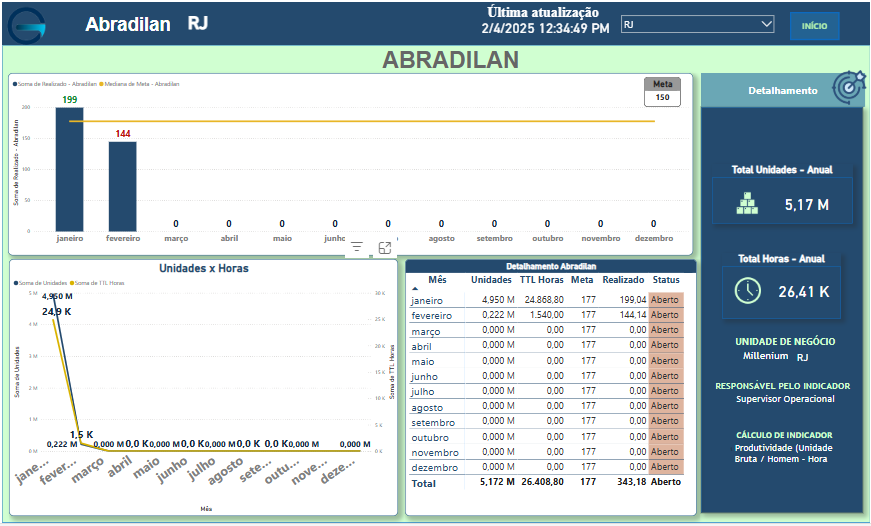 Abradilan RJ
Última atualização
2/4/2025 12:34:49 PM
RJ
INÍCIO
ABRADILAN
Soma de Realizado - Abradilan Mediana de Meta - Abradilan
Meta
150
Soma de Realizado - Abradilan
200
150
100
50
0
199
144
0 0 0 0 0 0 0 0 0 0
janeiro fevereiro março abril maio junho agosto setembro outubro novembro dezembro
Detalhamento
Total Unidades - Anual
5,17 M
Total Horas - Anual
26,41 K
UNIDADE DE NEGÓCIO
Millenium RJ
RESPONSÁVEL PELO INDICADOR
Supervisor Operacional
CÁLCULO DE INDICADOR
Produtividade (Unidade
Bruta / Homem - Hora
Unidades x Horas
Soma de Unidades Soma de TTL Horas
Soma de Unidades
5 M
4 M
3 M
2 M
1 M
0 M
4,950 M
24,9 K
1,5 K
0,222 M 0,000 M 0,0 K 0,000 M 0,0 K 0,000 M 0,0 K 0,0 K 0,000 M 0,000 M
30 K
25 K
20 K
15 K
10 K
5 K
0 K
Soma de TTL Horas
jane... fever... março abril maio junho julho agosto sete... outu... nove... deze...
Mês
Detalhamento Abradilan
Mês Unidades TTL Horas Meta Realizado Status
janeiro 4,950 M 24.868,80 177 199,04 Aberto
fevereiro 0,222 M 1.540,00 177 144,14 Aberto
março 0,000 M 0,00 177 0,00 Aberto
abril 0,000 M 0,00 177 0,00 Aberto
maio 0,000 M 0,00 177 0,00 Aberto
junho 0,000 M 0,00 177 0,00 Aberto
julho 0,000 M 0,00 177 0,00 Aberto
agosto 0,000 M 0,00 177 0,00 Aberto
setembro 0,000 M 0,00 177 0,00 Aberto
outubro 0,000 M 0,00 177 0,00 Aberto
novembro 0,000 M 0,00 177 0,00 Aberto
dezembro 0,000 M 0,00 177 0,00 Aberto
Total 5,172 M 26.408,80 177 343,18 Aberto